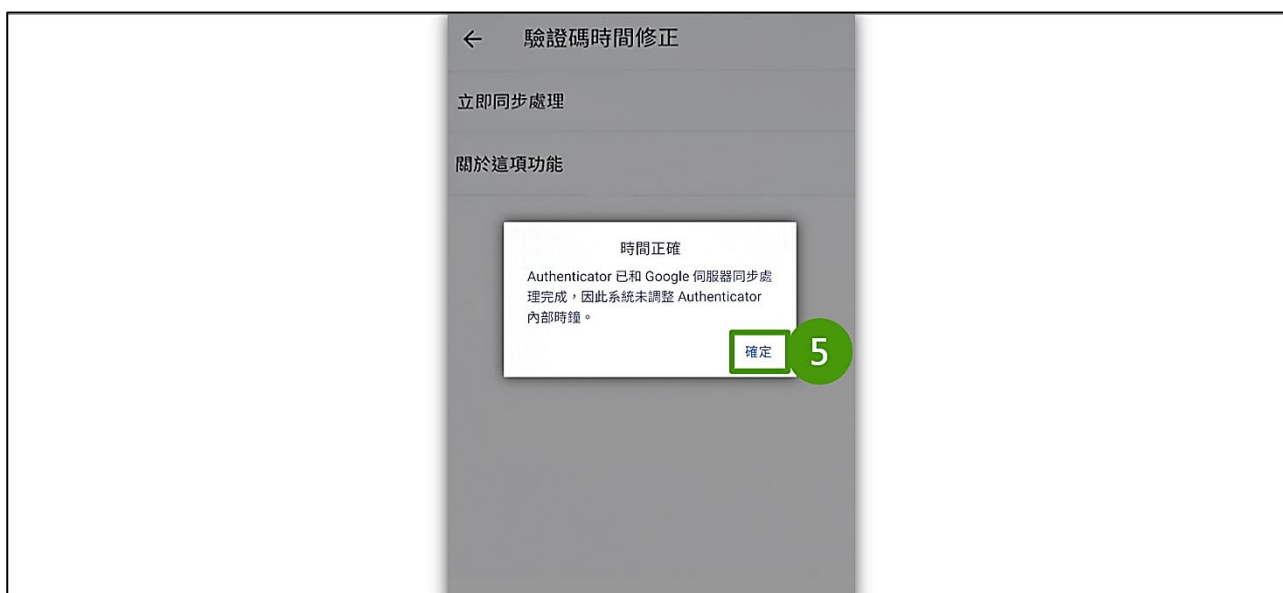 ← 驗證碼時間修正
立即同步處理
關於這項功能
時間正確
Authenticator 已和 Google 伺服器同步處
理完成，因此系統未調整 Authenticator
內部時鐘。
確定
5